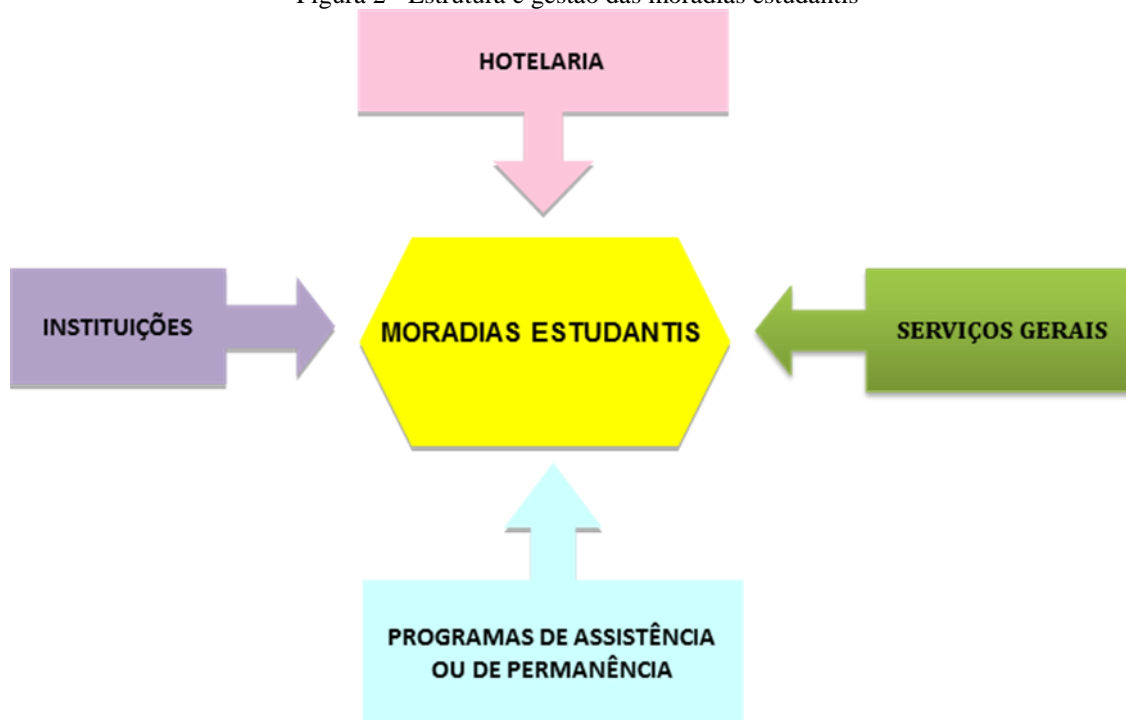 Figura 2 - Estrutura e gestão das moradias estudantis
HOTELARIA
INSTITUIÇÕES
MORADIAS ESTUDANTIS
SERVIÇOS GERAIS
PROGRAMAS DE ASSISTÊNCIA
OU DE PERMANÊNCIA